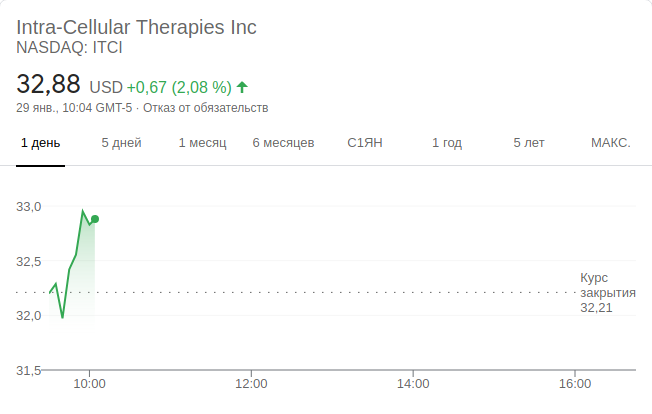 Intra-Cellular Therapies Inc
NASDAQ: ITCI
32,88 USD +0,67 (2,08 %)
29 янв., 10:04 GMT-5 · Отказ от обязательств
1 день 5 дней 1 месяц 6 месяцев С1ЯН 1 год 5 лет МАКС.
33,0
32,5
Курс
закрытия
32,21
32,0
31,5
10:00 12:00 14:00 16:00